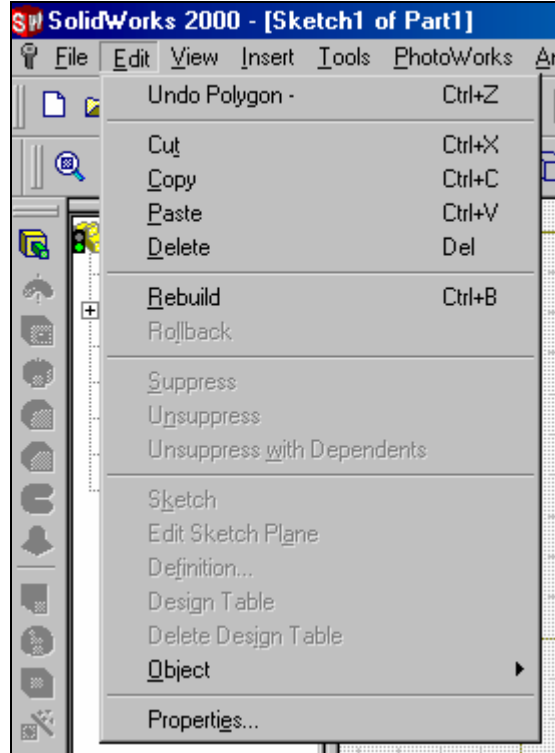 SW SolidWorks 2000 - [Sketch1 of Part1]
File Edit View Insert Tools PhotoWorks
Undo Polygon - Ctrl+Z
Cut Ctrl+X
Copy Ctrl+C
Paste Ctrl+V
Delete Del
Rebuild Ctrl+B
Rollback
Suppress
Unsuppress
Unsuppress with Dependents
Sketch
Edit Sketch Plane
Definition...
Design Table
Delete Design Table
Object
Properties...